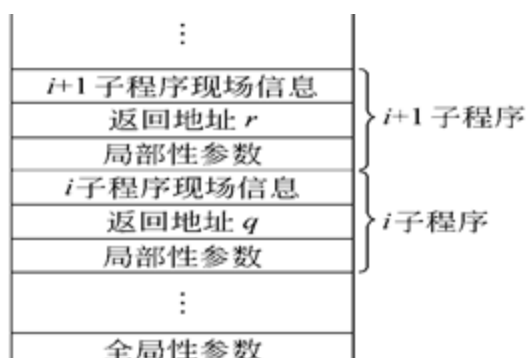 ⋮
i+1子程序现场信息
返回地址 r
局部性参数
i+1 子程序
i子程序现场信息
返回地址 q
局部性参数
i子程序
⋮
全局性参数